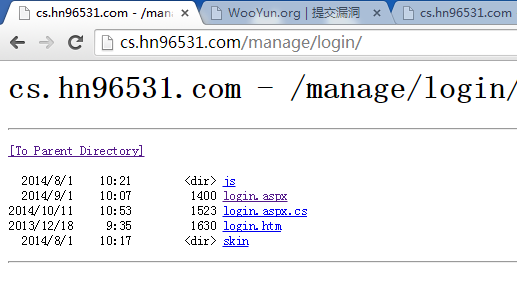 cs.hn96531.com - /mana
WooYun.org | 提交漏洞
cs.hn96531.com
cs.hn96531.com/manage/login/
cs.hn96531.com - /manage/login/
[To Parent Directory]
2014/8/1 10:21 <dir> js
2014/9/1 10:07 1400 login.aspx
2014/10/11 10:53 1523 login.aspx.cs
2013/12/18 9:35 1630 login.htm
2014/8/1 10:17 <dir> skin